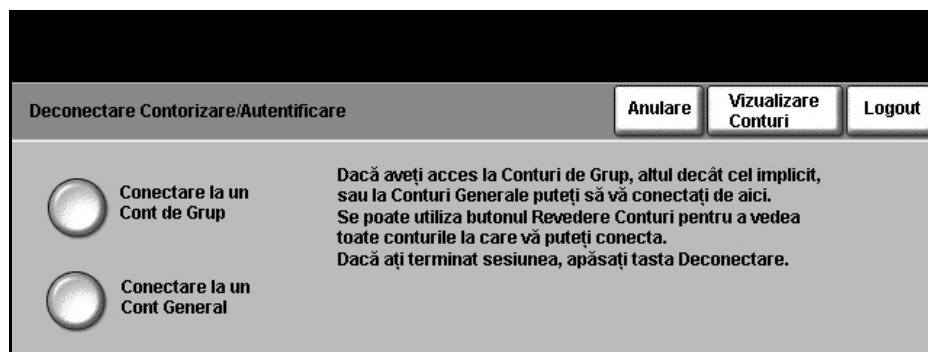 Deconectare Contorizare/Autentificare
Anulare
Vizualizare
Conturi
Logout
Conectare la un
Cont de Grup
Conectare la un
Cont General
Dacă aveți acces la Conturi de Grup, altul decât cel implicit,
sau la Conturi Generale puteți să vă conectați de aici.
Se poate utiliza butonul Revedere Conturi pentru a vedea
toate conturile la care vă puteți conecta.
Dacă ați terminat sesiunea, apăsați tasta Deconectare.